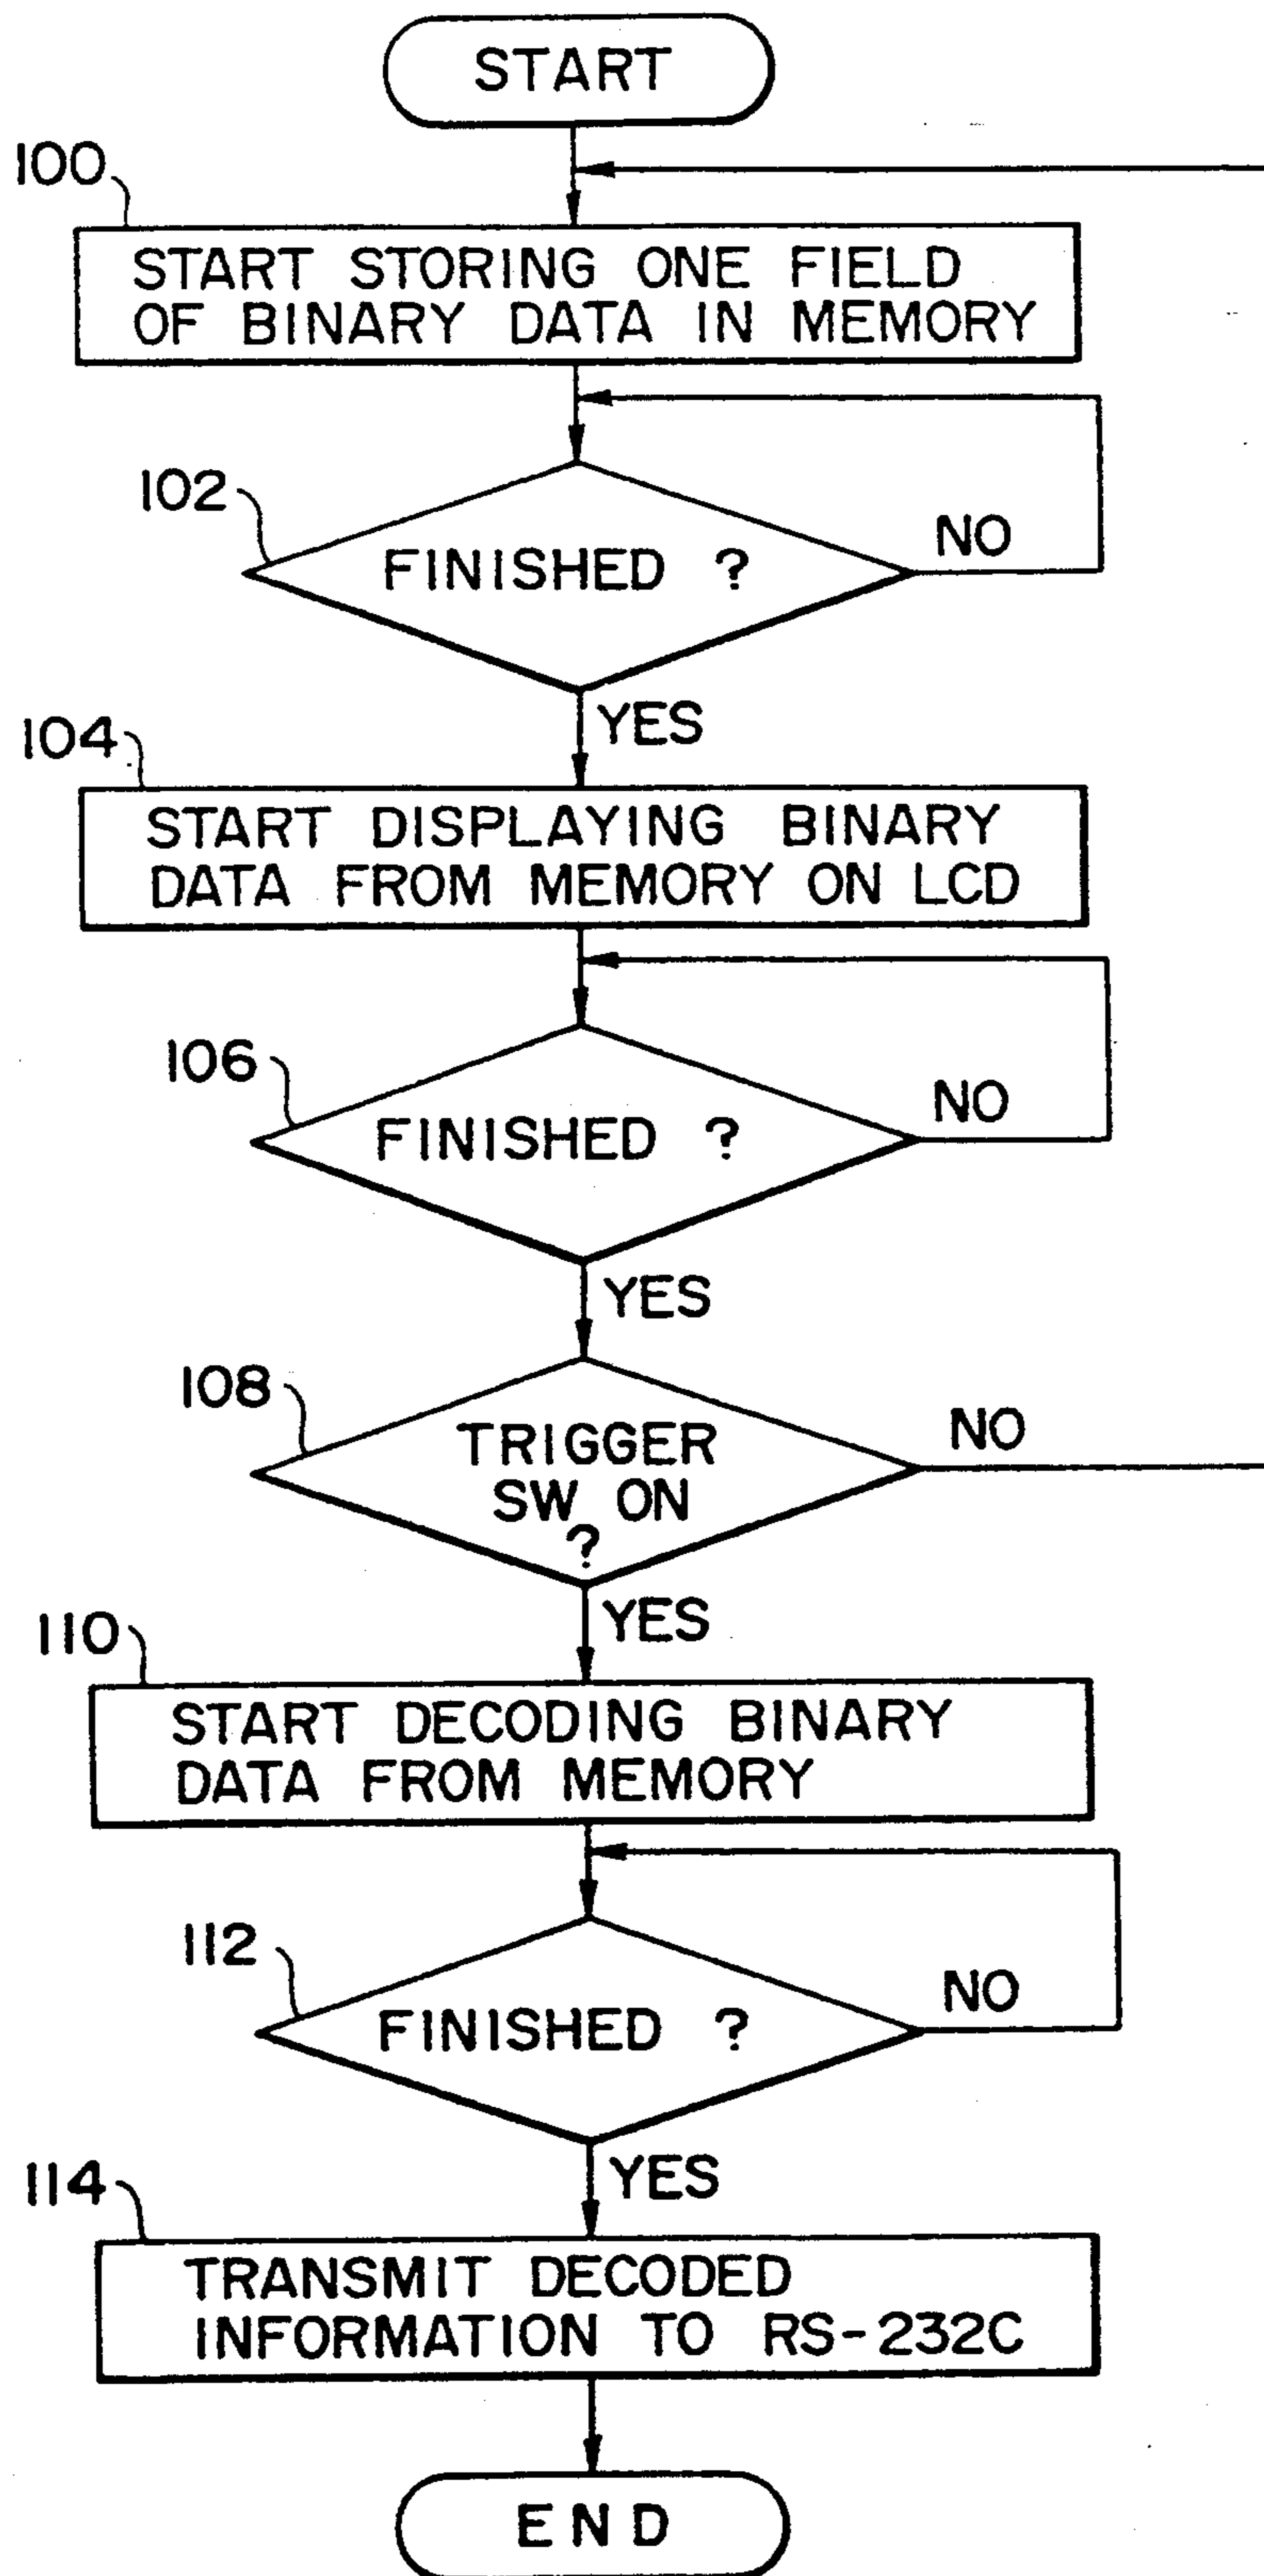 START
100
START STORING ONE FIELD
OF BINARY DATA IN MEMORY
102
FINISHED ?
NO
YES
104
START DISPLAYING BINARY
DATA FROM MEMORY ON LCD
106
FINISHED ?
NO
YES
108
TRIGGER
SW ON
?
NO
YES
110
START DECODING BINARY
DATA FROM MEMORY
112
FINISHED ?
NO
YES
114
TRANSMIT DECODED
INFORMATION TO RS-232C
END